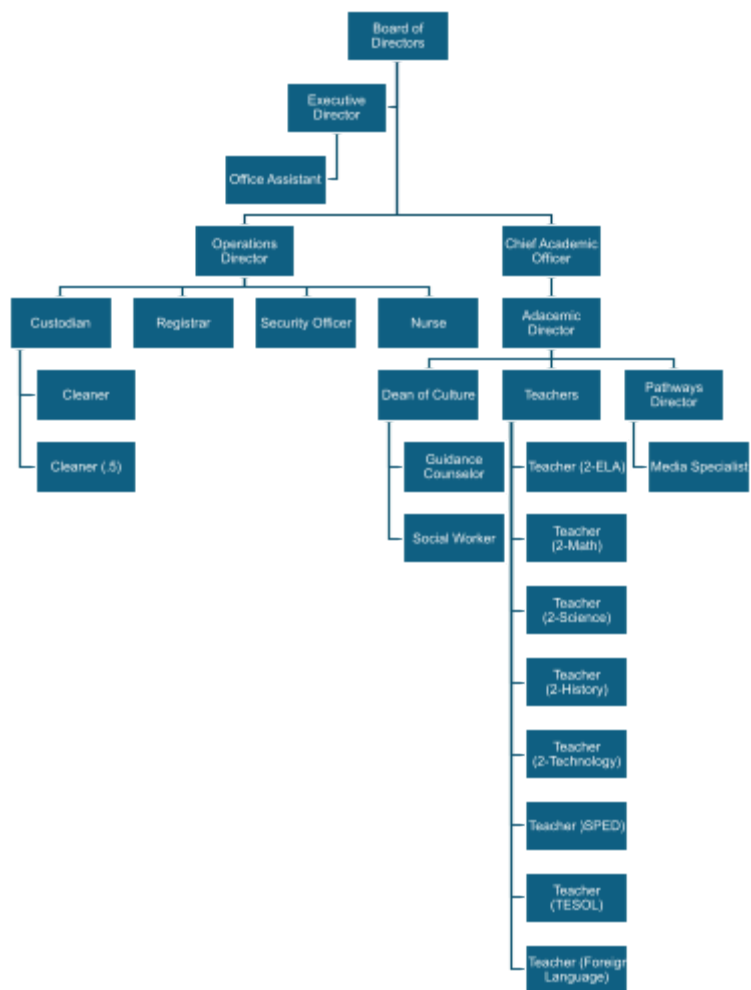 Board of
Directors
Executive
Director
Office Assistant
Operations
Director
Chief Academic
Officer
Custodian
Registrar
Security Officer
Nurse
Adacemic
Director
Cleaner
Cleaner (.5)
Dean of Culture
Teachers
Pathways
Director
Guidance
Counselor
Social Worker
Teacher (2-ELA)
Teacher
(2-Math)
Teacher
(2-Science)
Teacher
(2-History)
Teacher
(2-Technology)
Teacher )SPED)
Teacher
(TESOL)
Teacher (Foreign
Language)
Media Specialist